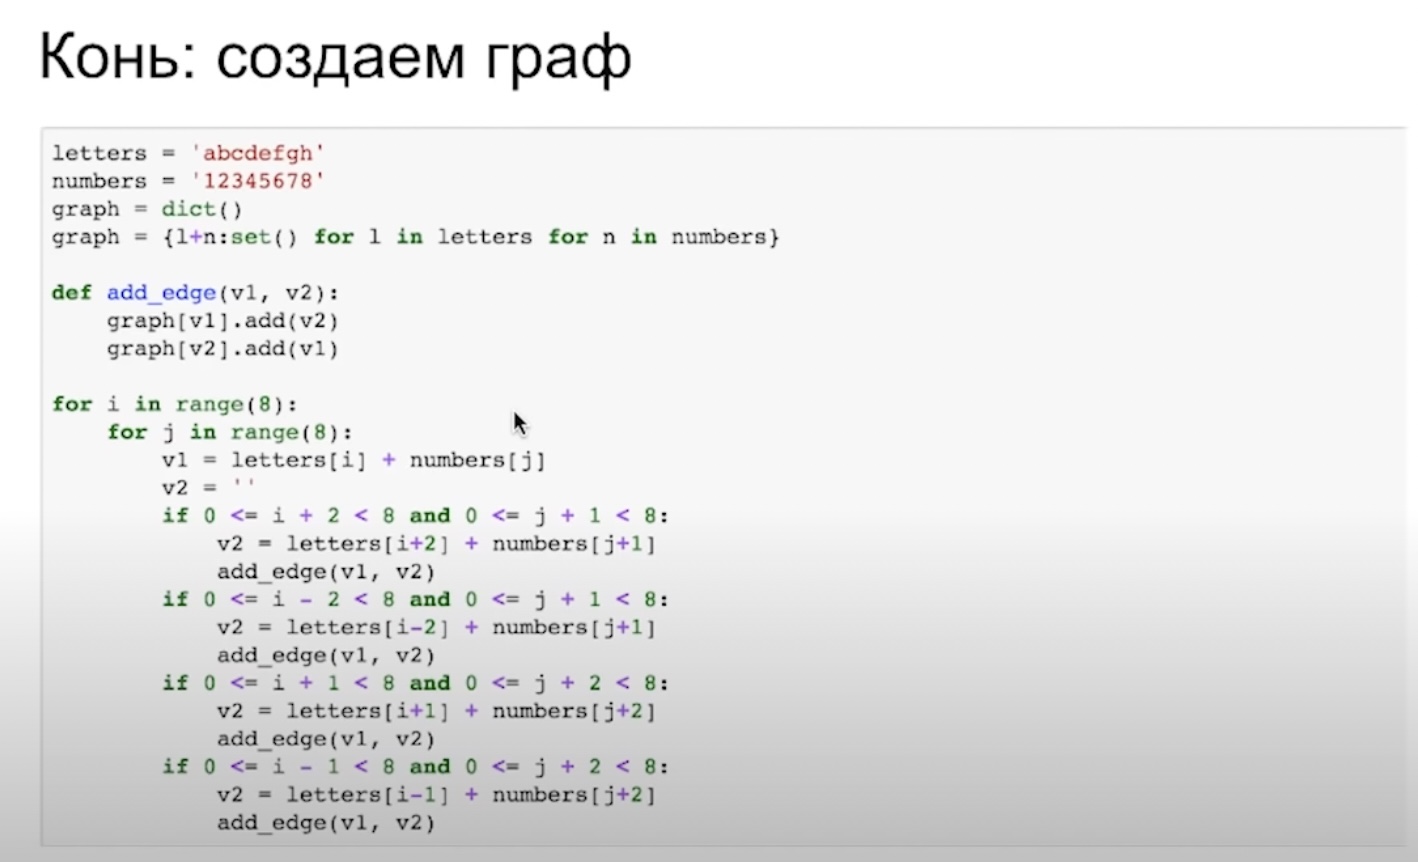 Конь: создаем граф
letters = 'abcdefgh'
numbers = '12345678'
graph = dict()
graph = {l+n:set() for l in letters for n in numbers}
def add_edge(v1, v2):
    graph[v1].add(v2)
    graph[v2].add(v1)
for i in range(8):
    for j in range(8):
        v1 = letters[i] + numbers[j]
        v2 = ''
        if 0 <= i + 2 < 8 and 0 <= j + 1 < 8:
            v2 = letters[i+2] + numbers[j+1]
            add_edge(v1, v2)
        if 0 <= i - 2 < 8 and 0 <= j + 1 < 8:
            v2 = letters[i-2] + numbers[j+1]
            add_edge(v1, v2)
        if 0 <= i + 1 < 8 and 0 <= j + 2 < 8:
            v2 = letters[i+1] + numbers[j+2]
            add_edge(v1, v2)
        if 0 <= i - 1 < 8 and 0 <= j + 2 < 8:
            v2 = letters[i-1] + numbers[j+2]
            add_edge(v1, v2)